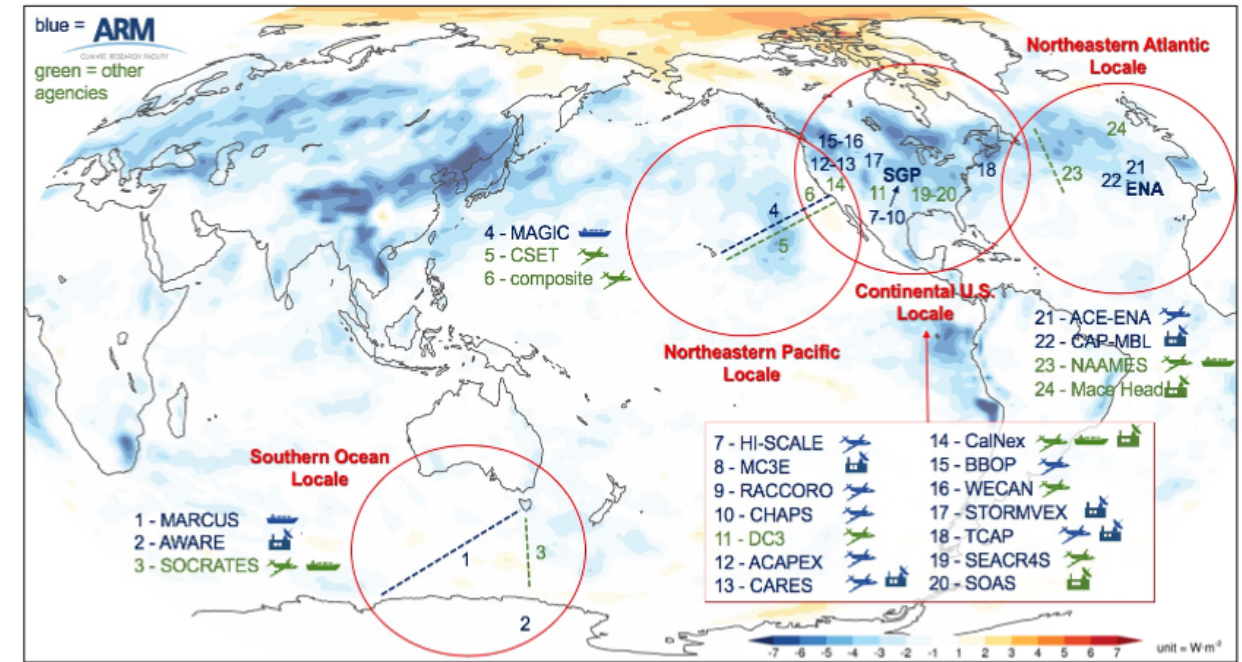 blue = ARM
CLIMATE RESEARCH FACILITY
green = other
agencies
Northeastern Atlantic
Locale
24
23
21
22
ENA
15-16
12-13
17
SGP
18
14
11
19-20
6
7-10
4
5
4 - MAGIC
5 - CSET
6 - composite
Continental U.S.
Locale
Northeastern Pacific
Locale
21 - ACE-ENA
22 - CAP-MBL
23 - NAAMES
24 - Mace Head
Southern Ocean
Locale
1 - MARCUS
2 - AWARE
3 - SOCRATES
1
3
2
7 - HI-SCALE
8 - MC3E
9 - RACCORO
10 - CHAPS
11 - DC3
12 - ACAPEX
13 - CARES
14 - CalNex
15 - BBOP
16 - WECAN
17 - STORMVEX
18 - TCAP
19 - SEACR4S
20 - SOAS
-7 -6 -5 -4 -3 -2 -1 1 2 3 4 5 6 7
unit = W·m⁻²